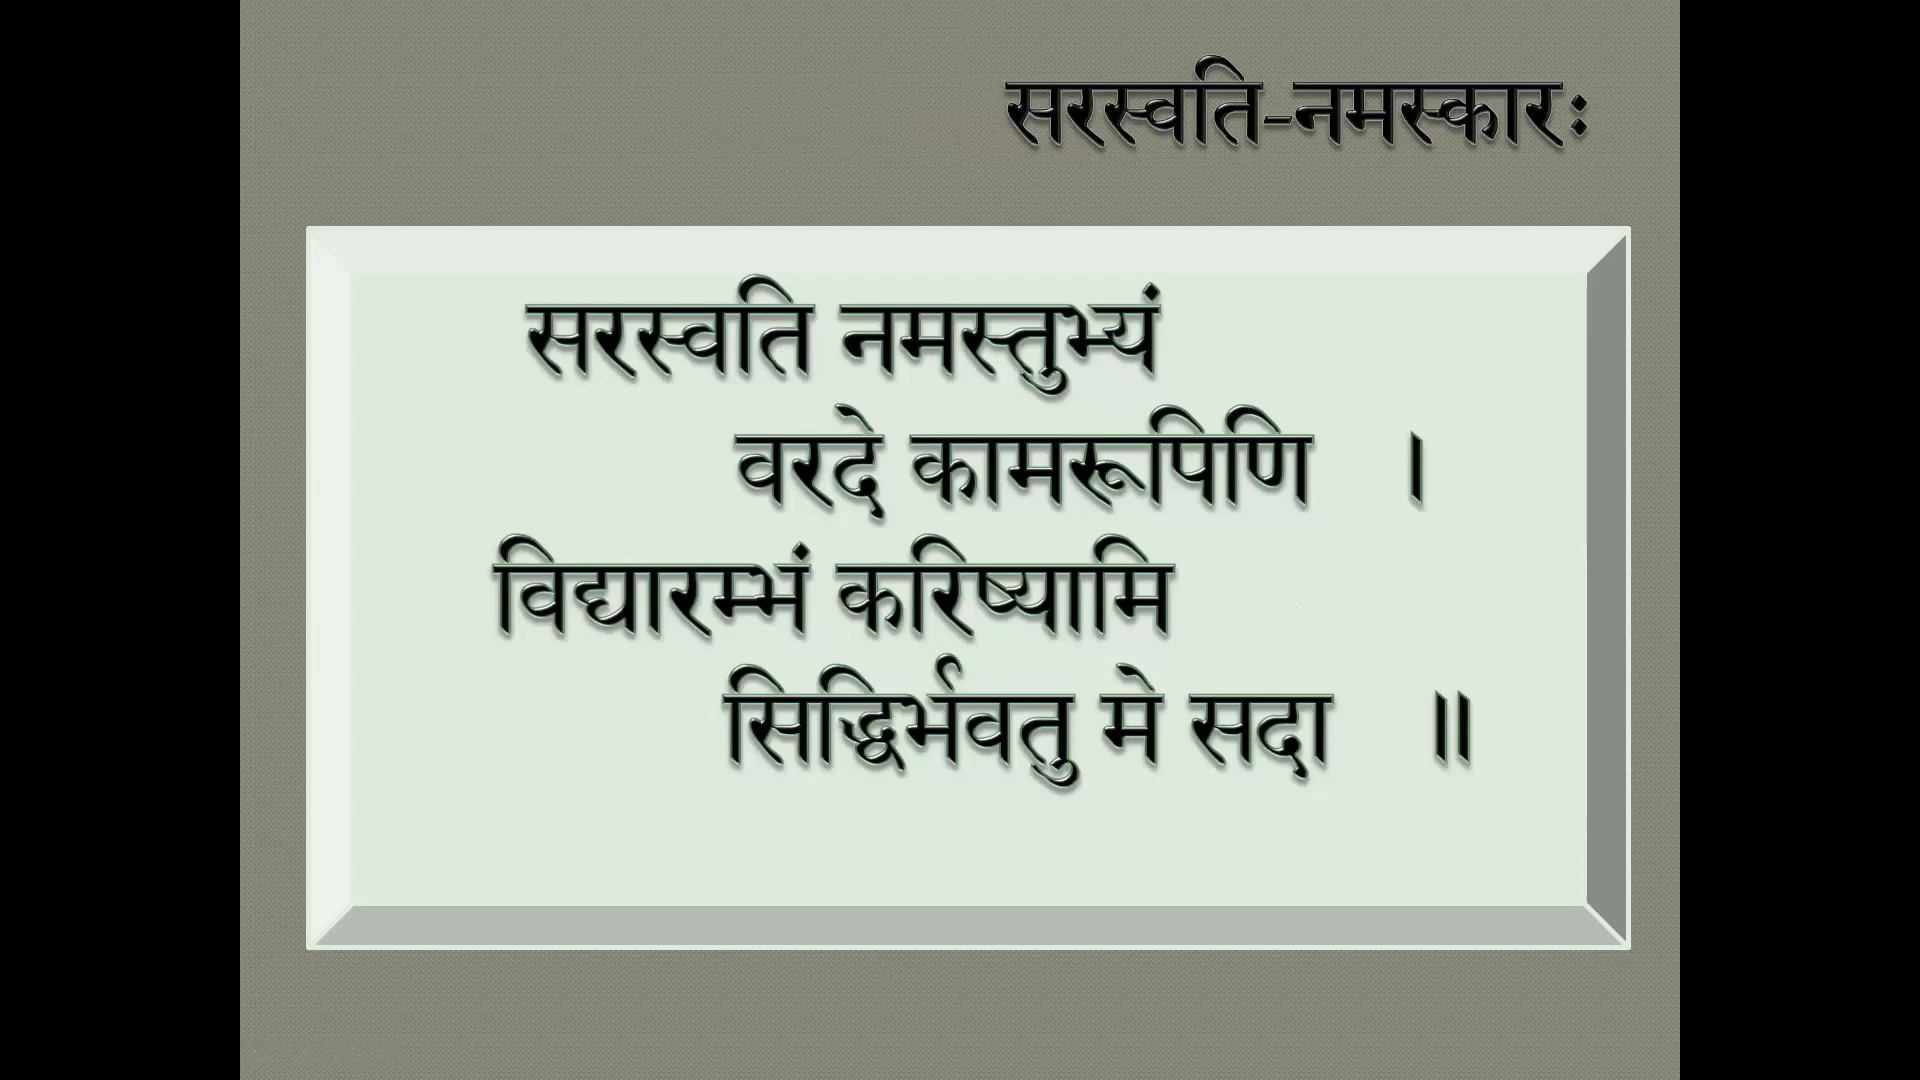 सरस्वति-नमस्कारः
सरस्वति नमस्तुभ्यं
वरदे कामरूपिणि ।
विद्यारम्भं करिष्यामि
सिद्धिर्भवतु मे सदा ॥